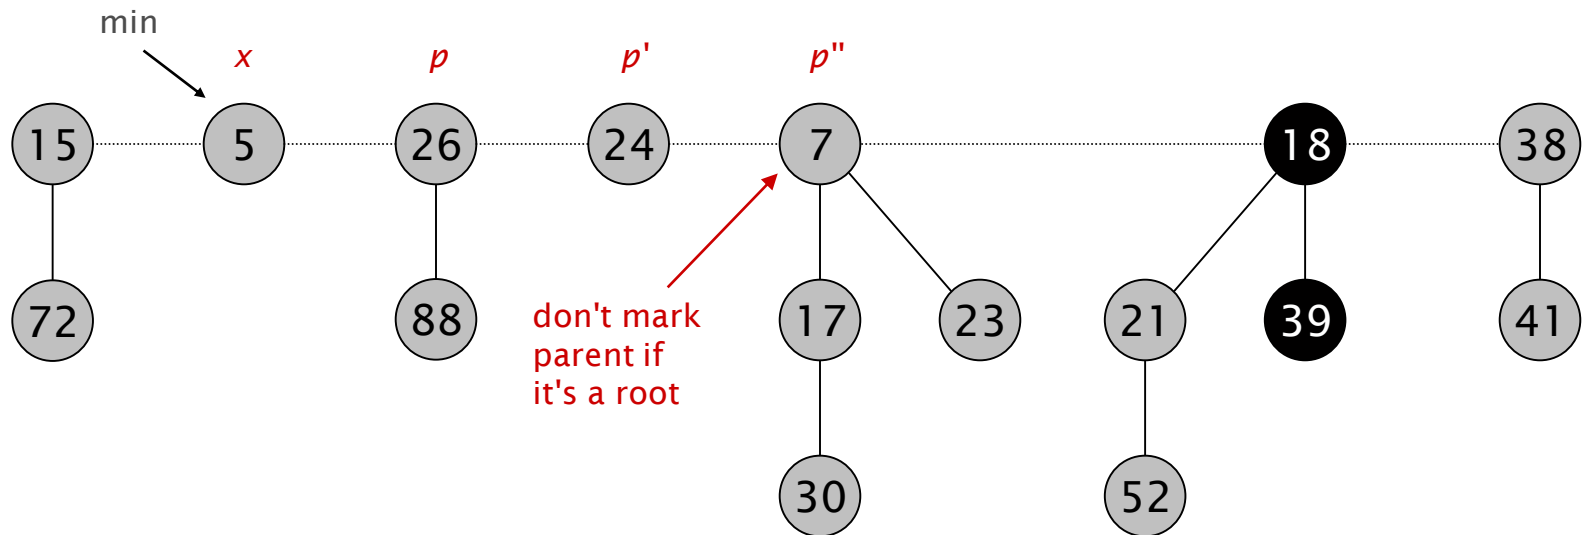 min
x p p' p"
15 5 26 24 7 18 38
72 88 17 23 21 39 41
don't mark
parent if
it's a root
30 52